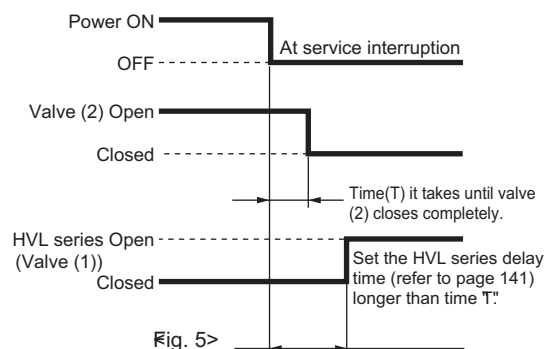 Power ON
At service interruption
OFF
Valve (2) Open
Closed
Time(T) it takes until valve
(2) closes completely.
HVL series Open
(Valve (1))
Set the HVL series delay
time (refer to page 141)
longer than time "T".
Closed
<Fig. 5>